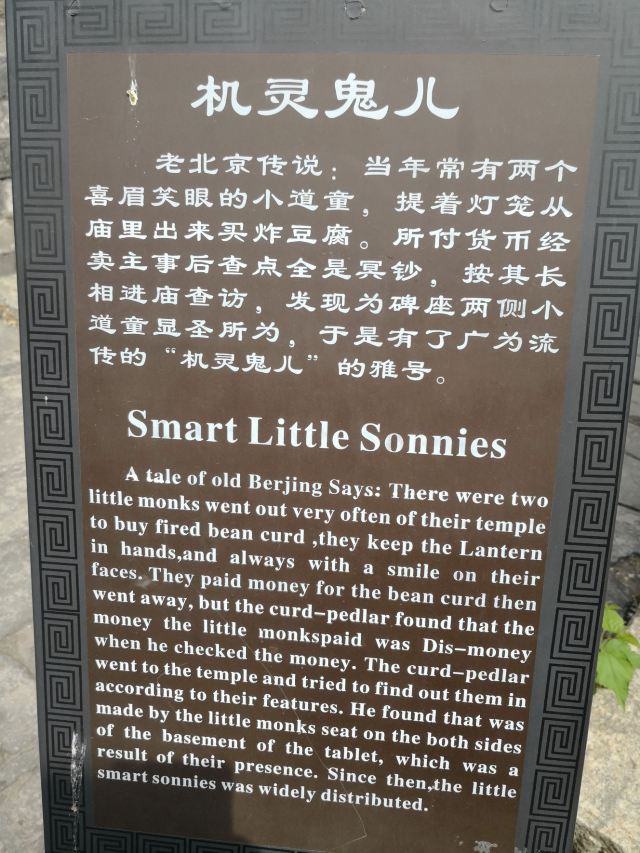 机灵鬼儿
老北京传说：当年常有两个
喜眉笑眼的小道童，提着灯笼从
庙里出来买炸豆腐。所付货币经
卖主事后查点全是冥钞，按其长
相进庙查访，发现为碑座两侧小
道童显圣所为，于是有了广为流
传的“机灵鬼儿”的雅号。
Smart Little Sonnies
A tale of old Berjing Says: There were two
little monks went out very often of their temple
to buy fired bean curd ,they keep the Lantern
in hands,and always with a smile on their
faces. They paid money for the bean curd then
went away, but the curd-pedlar found that the
money the little monkspaid was Dis-money
when he checked the money. The curd-pedlar
went to the temple and tried to find out them in
according to their features. He found that was
made by the little monks seat on the both sides
of the basement of the tablet, which was a
result of their presence. Since then,the little
smart sonnies was widely distributed.